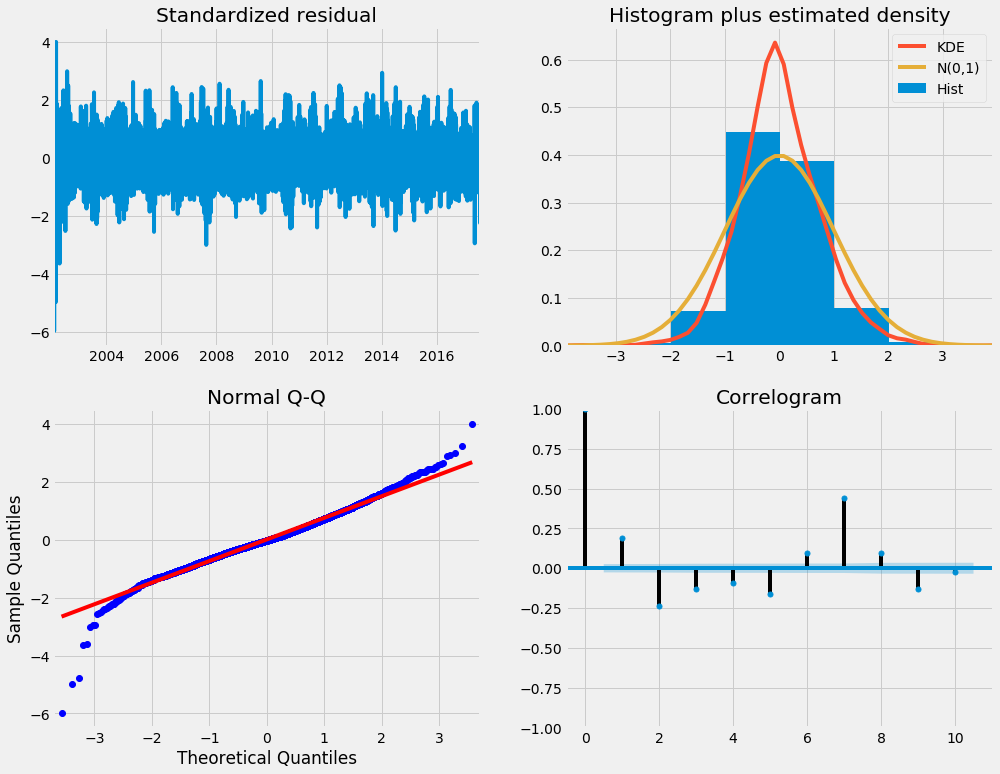 Standardized residual
4
2
0
−2
−4
−6
2004 2006 2008 2010 2012 2014 2016
Histogram plus estimated density
KDE
N(0,1)
Hist
0.6
0.5
0.4
0.3
0.2
0.1
0.0
−3 −2 −1 0 1 2 3
Normal Q-Q
Sample Quantiles
4
2
0
−2
−4
−6
−3 −2 −1 0 1 2 3
Theoretical Quantiles
Correlogram
1.00
0.75
0.50
0.25
0.00
−0.25
−0.50
−0.75
−1.00
0 2 4 6 8 10